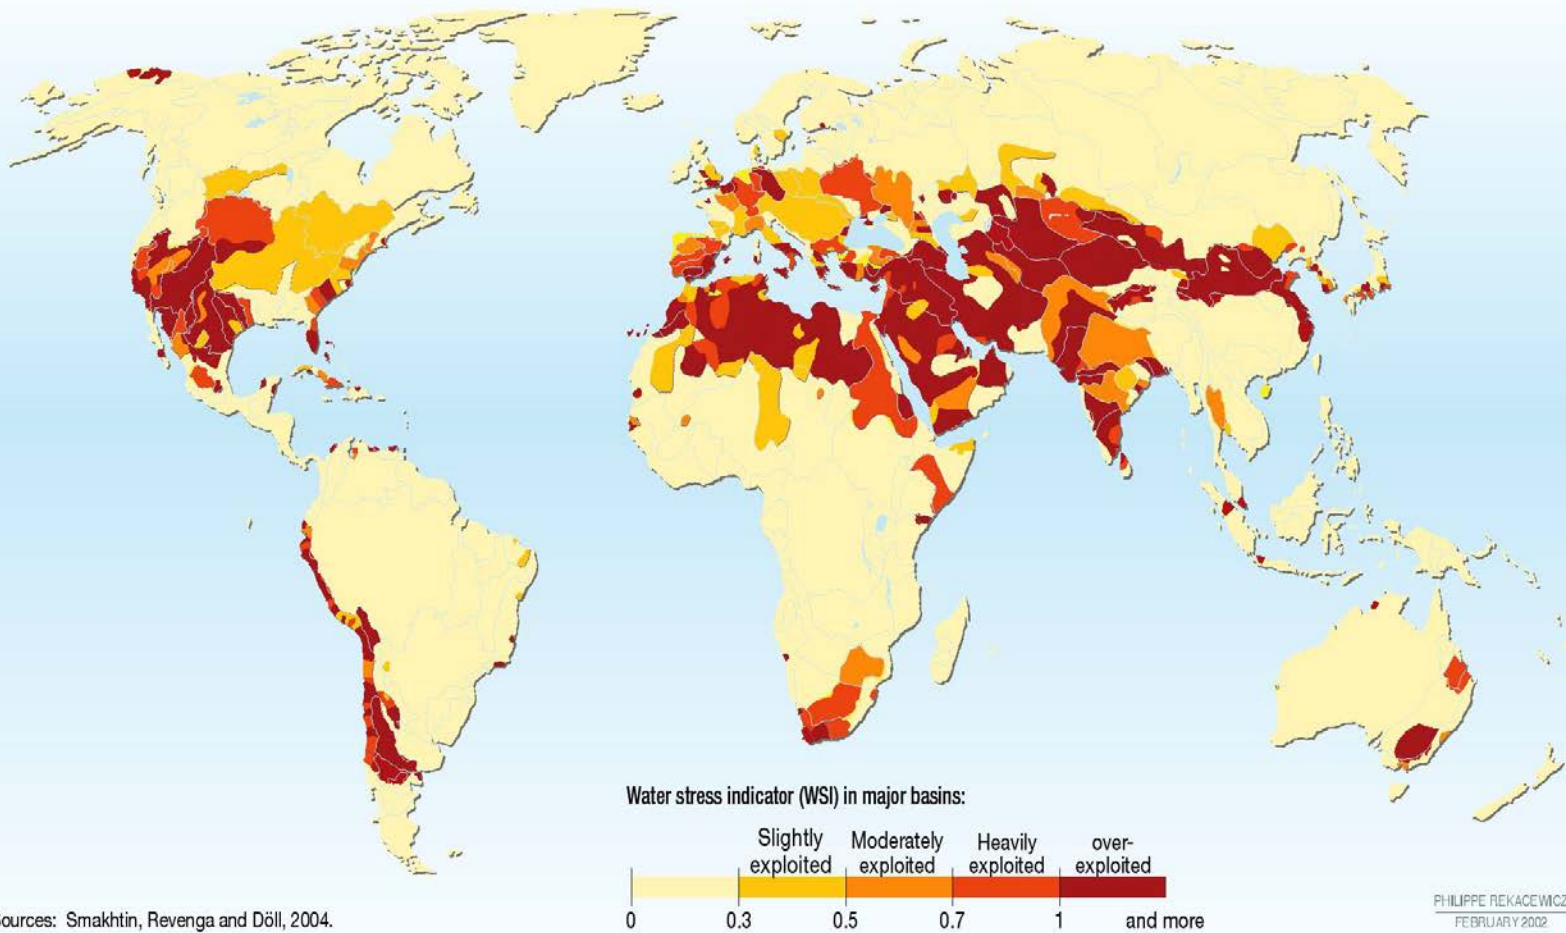 Water stress indicator (WSI) in major basins:
Slightly exploited
Moderately exploited
Heavily exploited
over-exploited
0 0.3 0.5 0.7 1 and more
ources: Smakhtin, Revenga and Döll, 2004.
PHILIPPE REKACEWICZ
FEBRUARY 2002